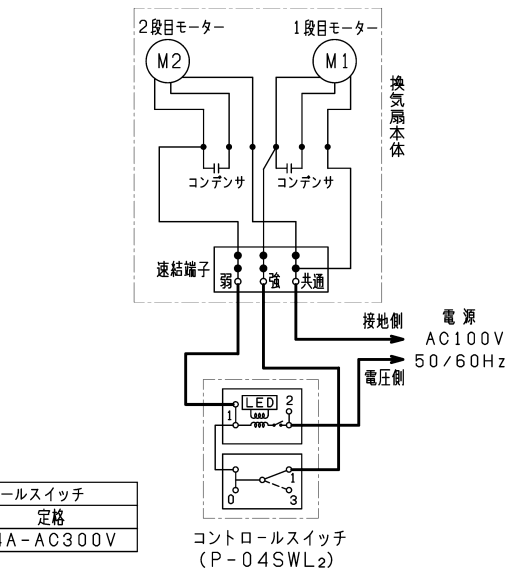 2段目モーター
1段目モーター
M2
M1
換気扇本体
コンデンサ
コンデンサ
速結端子
弱
強
共通
接地側
電源
AC100V
50/60Hz
電圧側
LED
2
1
1
0
3
コントロールスイッチ
(P-04SWL2)
ールスイッチ
定格
A-AC300V